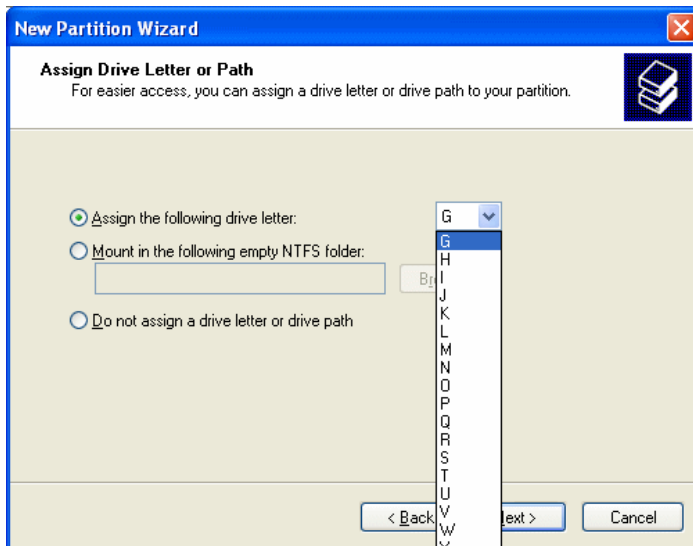 New Partition Wizard
Assign Drive Letter or Path
For easier access, you can assign a drive letter or drive path to your partition.
Assign the following drive letter: G
G
Mount in the following empty NTFS folder:
H
I
J
Do not assign a drive letter or drive path
K
L
M
N
O
P
Q
R
S
T
U
V
W
< Back
Cancel